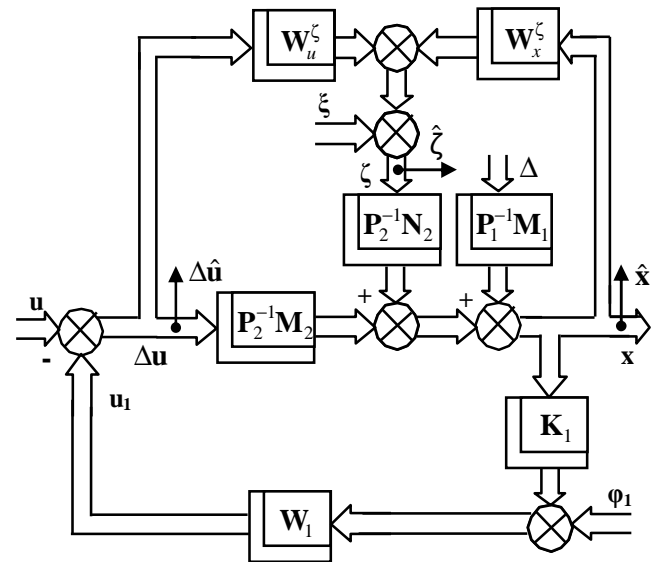 W_u^ζ
W_x^ζ
ξ
ζ
ζ̂
Δ
P_2^{-1}N_2
P_1^{-1}M_1
Δû
x̂
u
+
+
P_2^{-1}M_2
-
Δu
x
u_1
K_1
φ_1
W_1